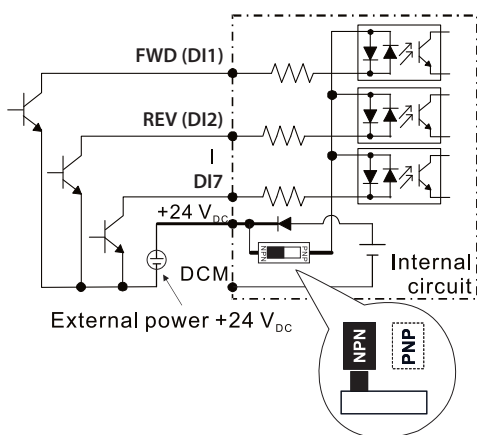 FWD (DI1)
REV (DI2)
I
DI7
+24 V DC
NPN
PNP
DCM
Internal
circuit
External power +24 V DC
NPN
PNP